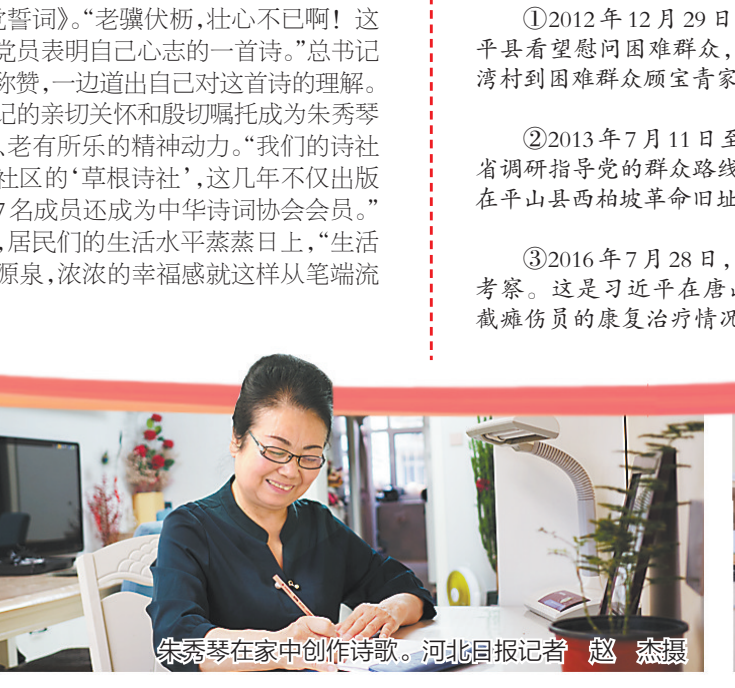 党誓词》。“老骥伏枥,壮心不已啊！这
党员表明自己心志的一首诗。”总书记
称赞,一边道出自己对这首诗的理解。
记的亲切关怀和殷切嘱托成为朱秀琴
、老有所乐的精神动力。“我们的诗社
社区的‘草根诗社’,这几年不仅出版
7名成员还成为中华诗词协会会员。”
,居民们的生活水平蒸蒸日上,“生活
源泉,浓浓的幸福感就这样从笔端流
①2012年12月29日
平县看望慰问困难群众,
湾村到困难群众顾宝青家
②2013年7月11日至
省调研指导党的群众路线
在平山县西柏坡革命旧址
③2016年7月28日,
考察。这是习近平在唐山
截瘫伤员的康复治疗情况
朱秀琴在家中创作诗歌。河北日报记者 赵 杰摄